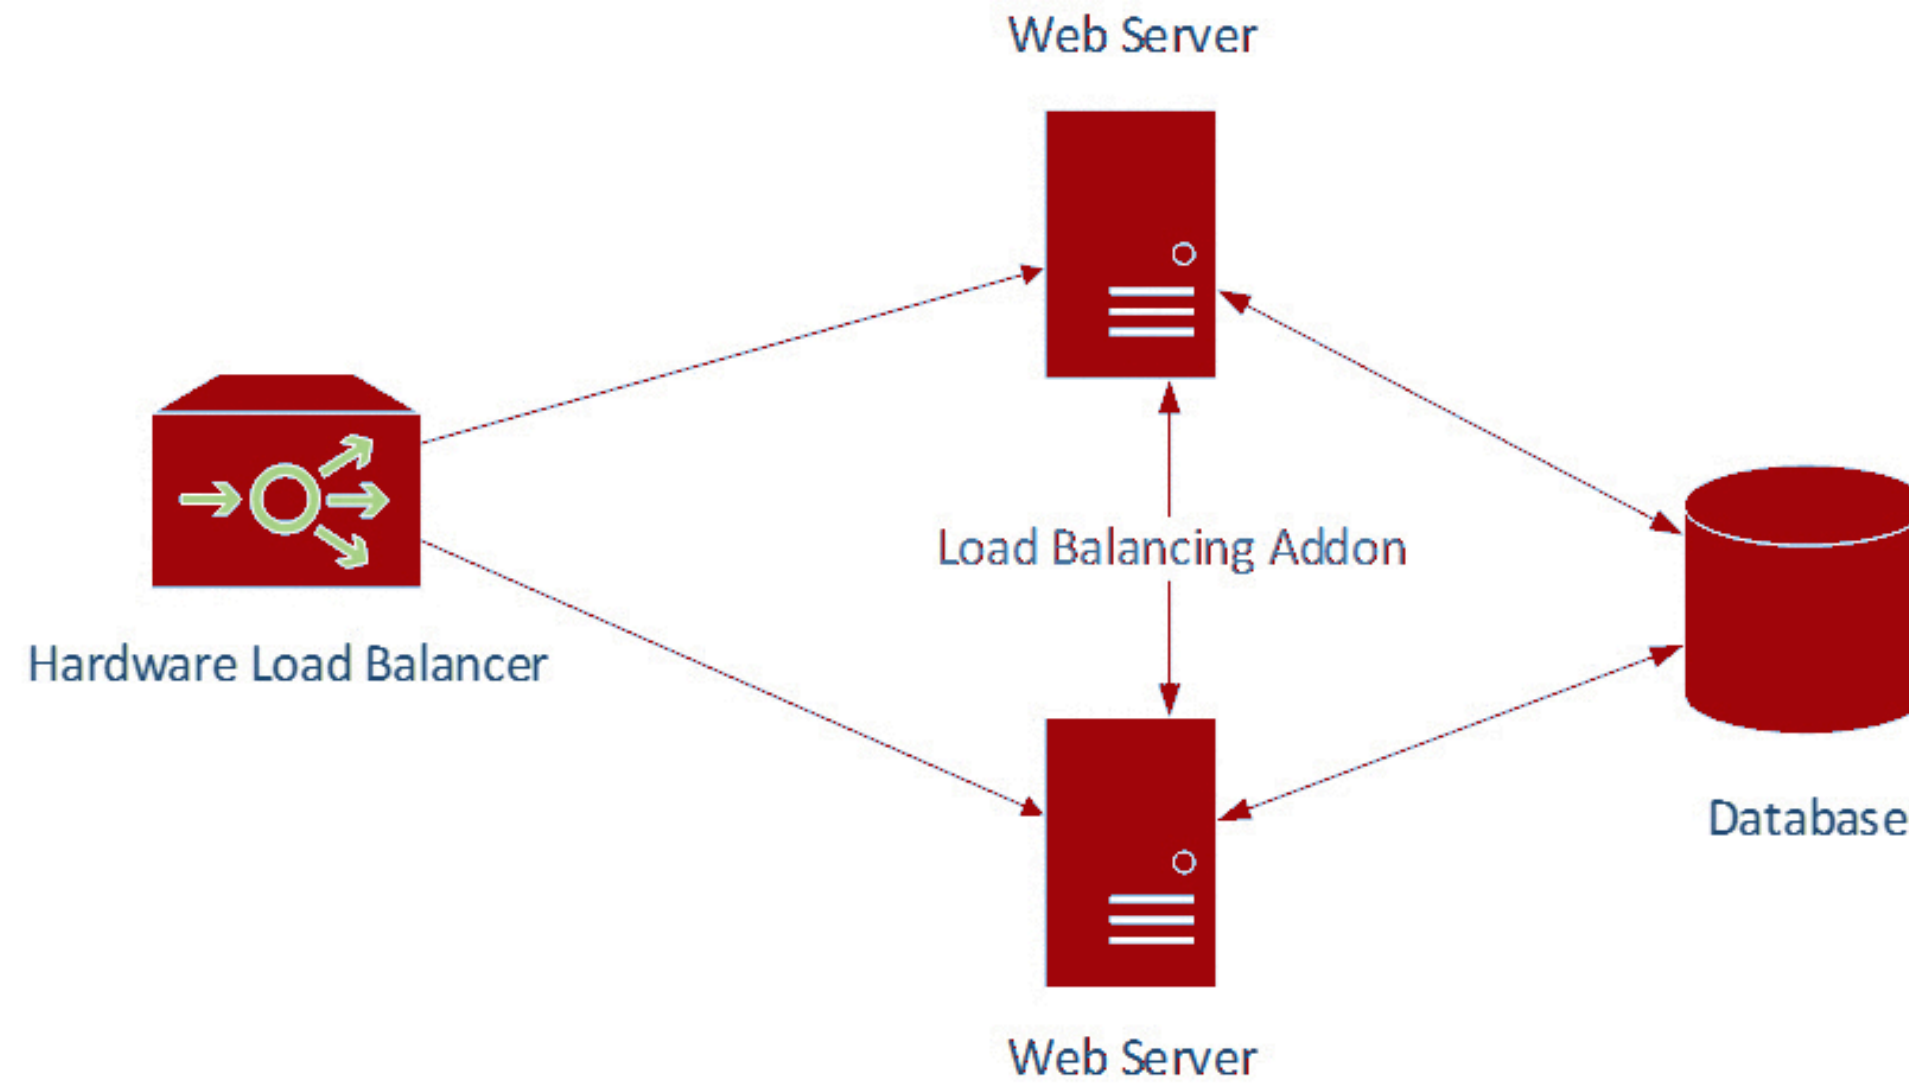 Web Server
Load Balancing Addon
Hardware Load Balancer
Database
Web Server